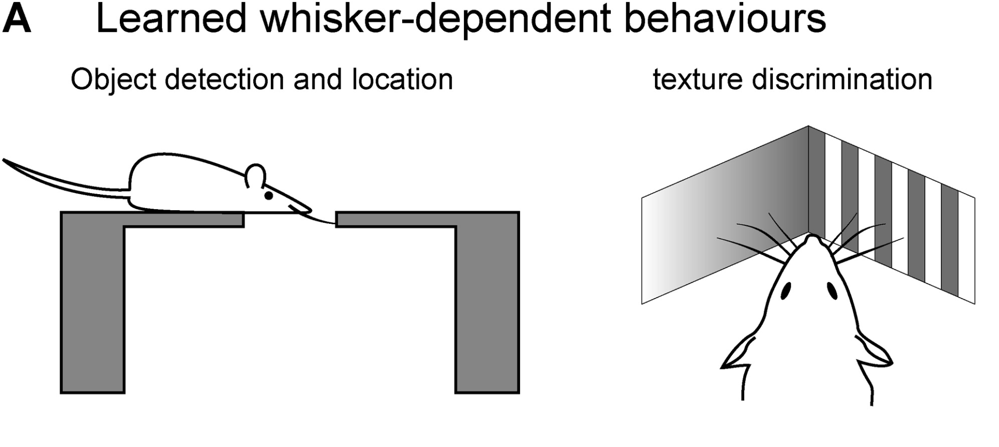 A Learned whisker-dependent behaviours
Object detection and location
texture discrimination